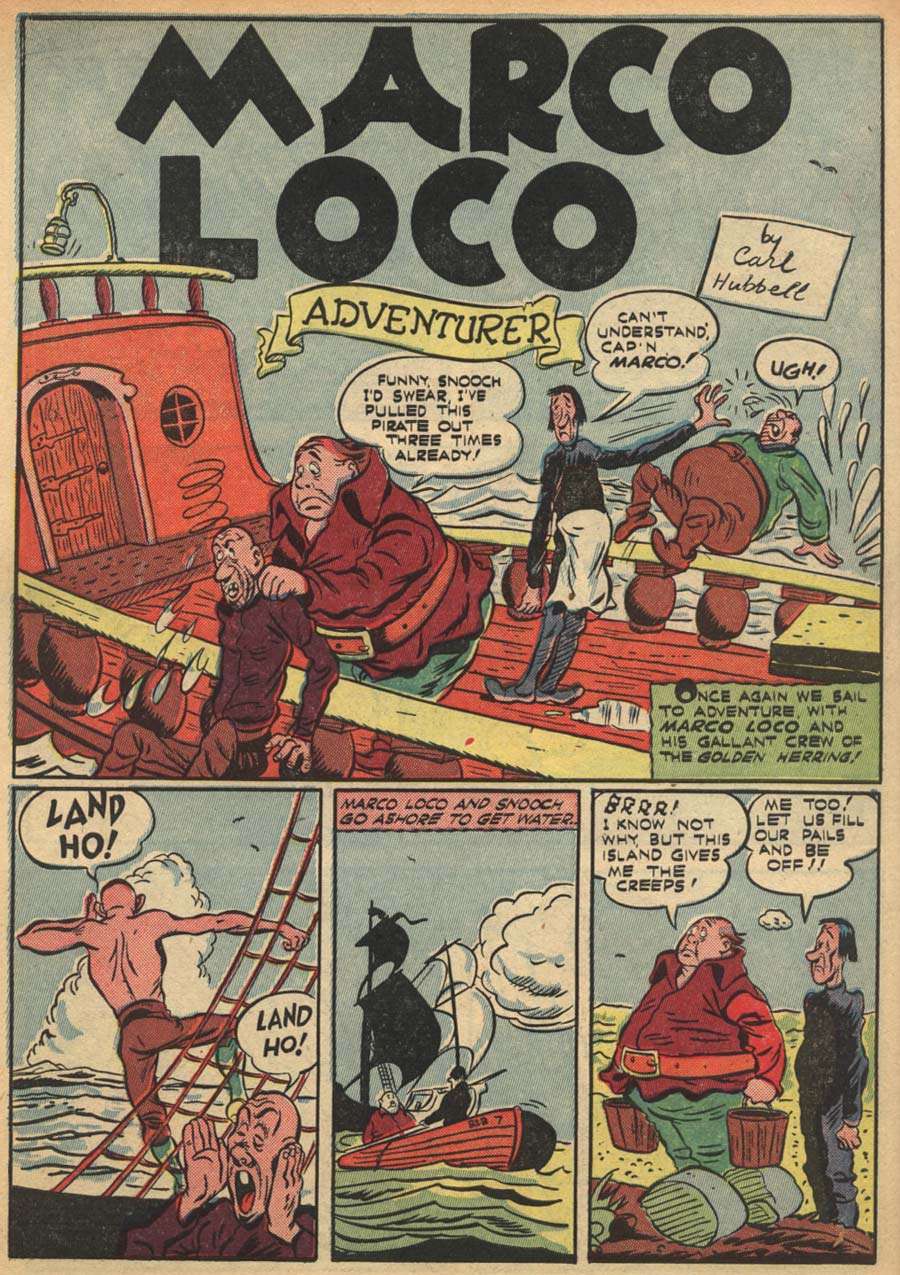 MARCO
LOCO
ADVENTURER
by
Carl
Hubbell
FUNNY, SNOOCH
I'D SWEAR, I'VE
PULLED THIS
PIRATE OUT
THREE TIMES
ALREADY!
CAN'T
UNDERSTAND,
CAP'N
MARCO!
UGH!
ONCE AGAIN WE SAIL
TO ADVENTURE, WITH
MARCO LOCO AND
HIS GALLANT CREW OF
THE GOLDEN HERRING!
LAND
HO!
LAND
HO!
MARCO LOCO AND SNOOCH
GO ASHORE TO GET WATER.
BRRR!
I KNOW NOT
WHY, BUT THIS
ISLAND GIVES
ME THE
CREEPS!
ME TOO!
LET US FILL
OUR PAILS
AND BE
OFF!!